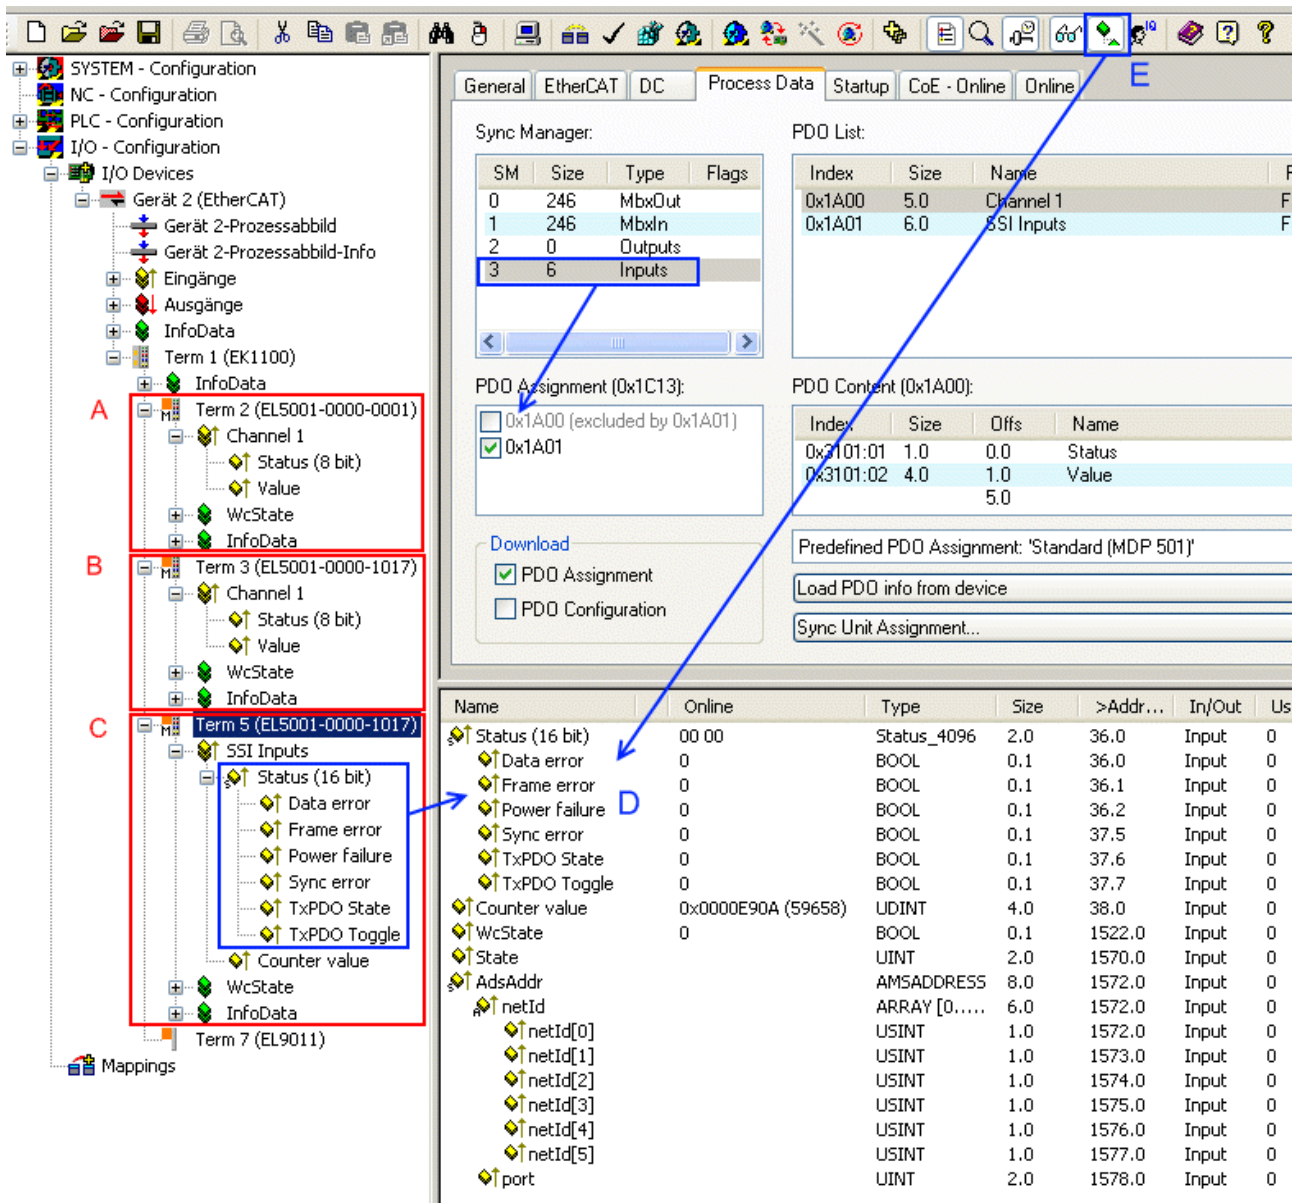 SYSTEM - Configuration
NC - Configuration
PLC - Configuration
I/O - Configuration
I/O Devices
Gerät 2 (EtherCAT)
Gerät 2-Prozessabbild
Gerät 2-Prozessabbild-Info
Eingänge
Ausgänge
InfoData
Term 1 (EK1100)
InfoData
A
Term 2 (EL5001-0000-0001)
Channel 1
Status (8 bit)
Value
WcState
InfoData
B
Term 3 (EL5001-0000-1017)
Channel 1
Status (8 bit)
Value
WcState
InfoData
C
Term 5 (EL5001-0000-1017)
SSI Inputs
Status (16 bit)
Data error
Frame error
Power failure
Sync error
TxPDO State
TxPDO Toggle
Counter value
WcState
InfoData
Term 7 (EL9011)
Mappings
E
General EtherCAT DC Process Data Startup CoE - Online Online
Sync Manager:
SM Size Type Flags
0 246 MbxOut
1 246 MbxIn
2 0 Outputs
3 6 Inputs
PDO List:
Index Size Name F
0x1A00 5.0 Channel 1 F
0x1A01 6.0 SSI Inputs F
PDO Assignment (0x1C13):
0x1A00 (excluded by 0x1A01)
0x1A01
PDO Content (0x1A00):
Index Size Offs Name
0x3101:01 1.0 0.0 Status
0x3101:02 4.0 1.0 Value
5.0
Download
PDO Assignment
PDO Configuration
Predefined PDO Assignment: 'Standard (MDP 501)'
Load PDO info from device
Sync Unit Assignment...
Name Online Type Size >Addr... In/Out Us
Status (16 bit) 00 00 Status_4096 2.0 36.0 Input 0
Data error 0 BOOL 0.1 36.0 Input 0
Frame error 0 BOOL 0.1 36.1 Input 0
Power failure 0 BOOL 0.1 36.2 Input 0
D
Sync error 0 BOOL 0.1 37.5 Input 0
TxPDO State 0 BOOL 0.1 37.6 Input 0
TxPDO Toggle 0 BOOL 0.1 37.7 Input 0
Counter value 0x0000E90A (59658) UDINT 4.0 38.0 Input 0
WcState 0 BOOL 0.1 1522.0 Input 0
State UINT 2.0 1570.0 Input 0
AdsAddr AMSADDRESS 8.0 1572.0 Input 0
netId ARRAY [0..... 6.0 1572.0 Input 0
netId[0] USINT 1.0 1572.0 Input 0
netId[1] USINT 1.0 1573.0 Input 0
netId[2] USINT 1.0 1574.0 Input 0
netId[3] USINT 1.0 1575.0 Input 0
netId[4] USINT 1.0 1576.0 Input 0
netId[5] USINT 1.0 1577.0 Input 0
port UINT 2.0 1578.0 Input 0